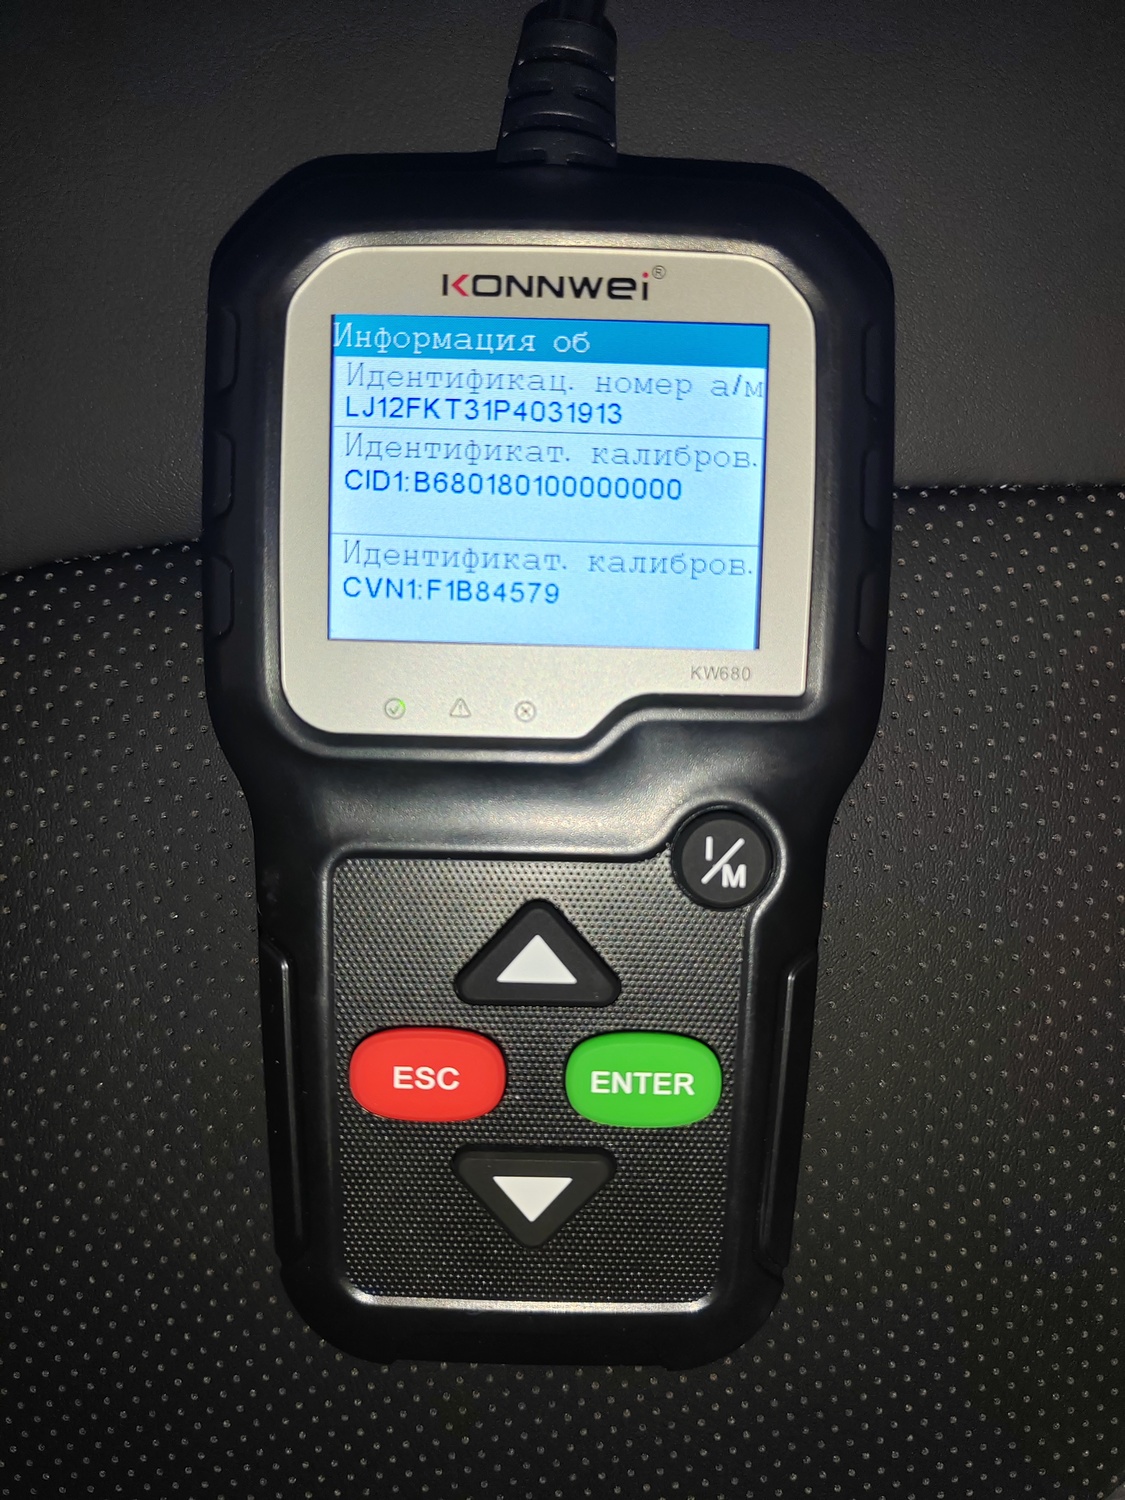 KONNWEI®
Информация об
Идентификац. номер а/м
LJ12FKT31P4031913
Идентификат. калибров.
CID1:B680180100000000
Идентификат. калибров.
CVN1:F1B84579
KW680
I/M
ESC
ENTER